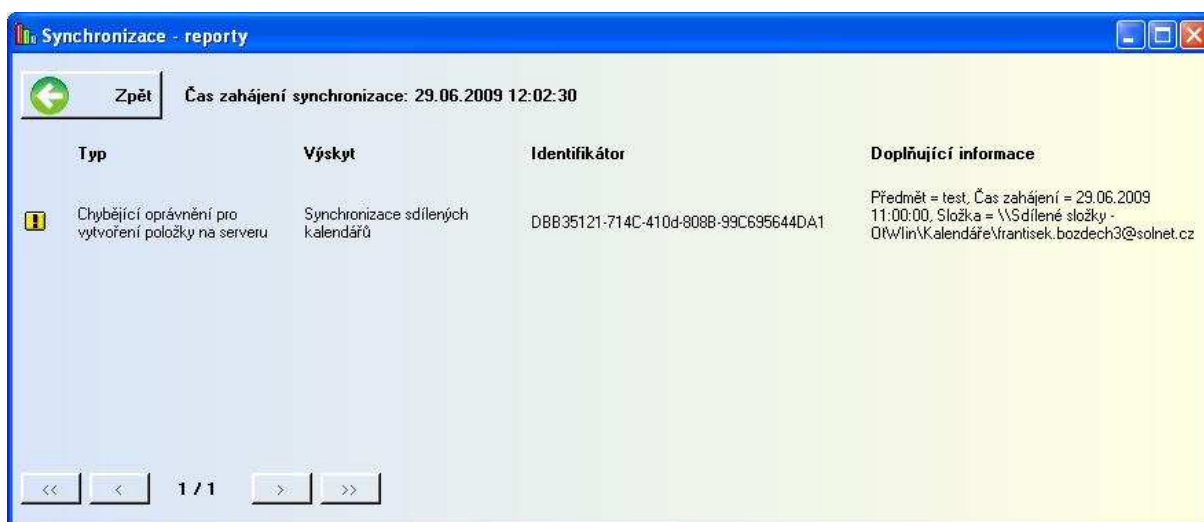 Synchronizace - reporty
Zpět
Čas zahájení synchronizace: 29.06.2009 12:02:30
Typ
Výskyt
Identifikátor
Doplňující informace
Chybějící oprávnění pro
vytvoření položky na serveru
Synchronizace sdílených
kalendářů
DBB35121-714C-410d-808B-99C695644DA1
Předmět = test, Čas zahájení = 29.06.2009
11:00:00, Složka = \\Sdílené složky -
OtWlin\Kalendáře\frantisek.bozdech3@solnet.cz
<<
<
1 / 1
>
>>